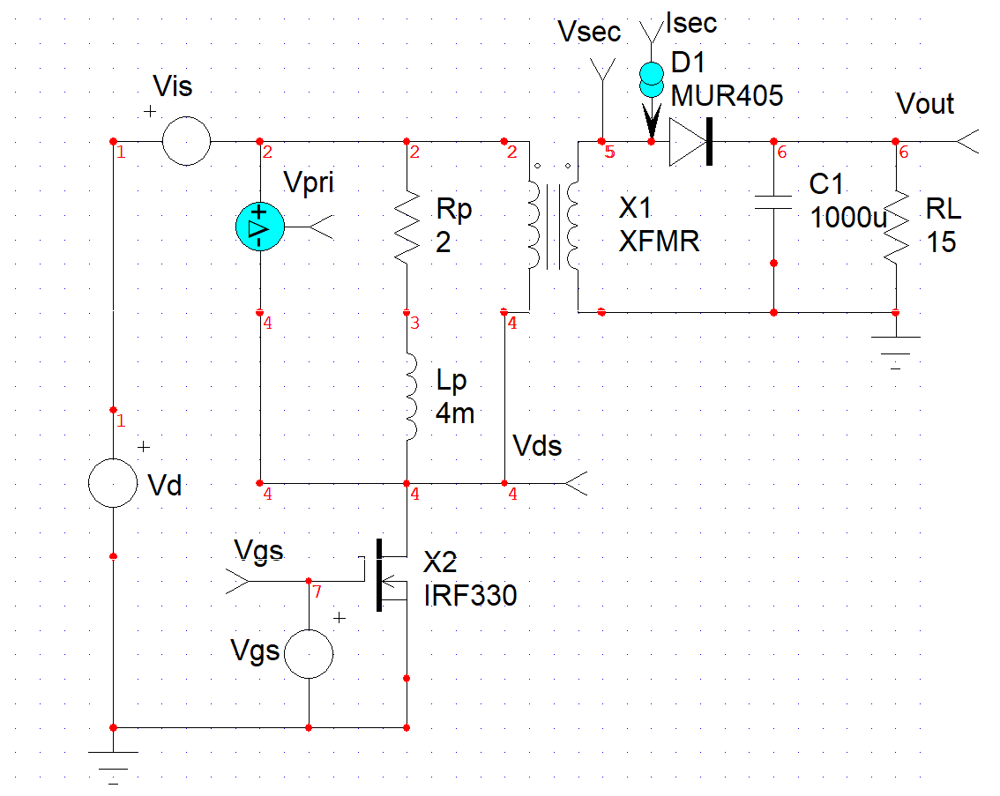 Isec
Vsec
D1
MUR405
Vis
+
Vout
1
2
2
2
5
6
6
Vpri
+
-
Rp
2
X1
XFMR
C1
1000u
RL
15
4
3
4
Lp
4m
1
+
Vd
Vds
4
4
4
Vgs
X2
IRF330
7
+
Vgs